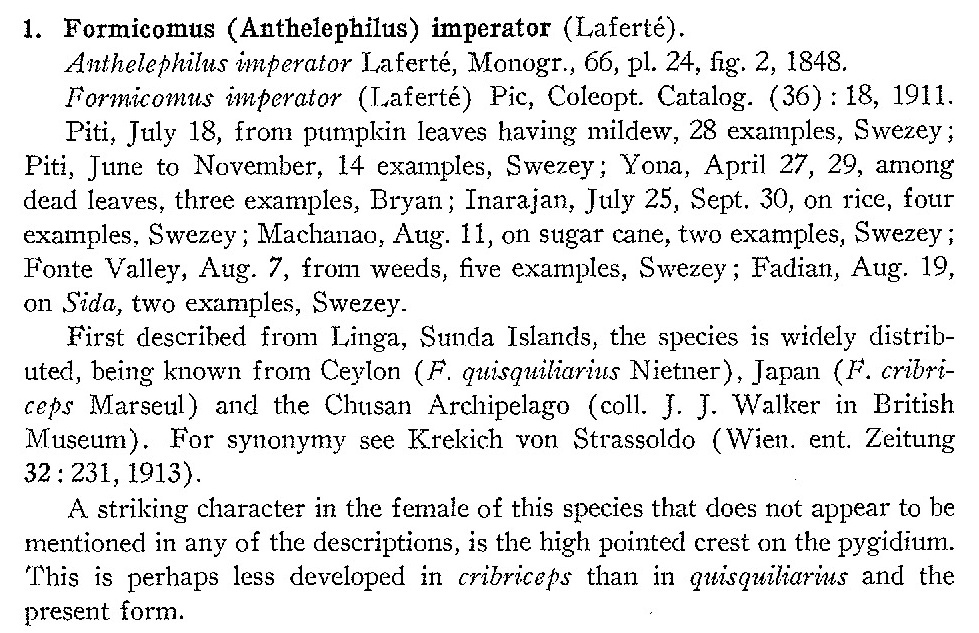 1. Formicomus (Anthelephilus) imperator (Laferté).
Anthelephilus imperator Laferté, Monogr., 66, pl. 24, fig. 2, 1848.
Formicomus imperator (Laferté) Pic, Coleopt. Catalog. (36) : 18, 1911.
Piti, July 18, from pumpkin leaves having mildew, 28 examples, Swezey;
Piti, June to November, 14 examples, Swezey; Yona, April 27, 29, among
dead leaves, three examples, Bryan; Inarajan, July 25, Sept. 30, on rice, four
examples, Swezey; Machanao, Aug. 11, on sugar cane, two examples, Swezey;
Fonte Valley, Aug. 7, from weeds, five examples, Swezey; Fadian, Aug. 19,
on Sida, two examples, Swezey.
First described from Linga, Sunda Islands, the species is widely distrib-
uted, being known from Ceylon (F. quisquiliarius Nietner), Japan (F. cribri-
ceps Marseul) and the Chusan Archipelago (coll. J. J. Walker in British
Museum). For synonymy see Krekich von Strassoldo (Wien. ent. Zeitung
32 : 231, 1913).
A striking character in the female of this species that does not appear to be
mentioned in any of the descriptions, is the high pointed crest on the pygidium.
This is perhaps less developed in cribriceps than in quisquiliarius and the
present form.